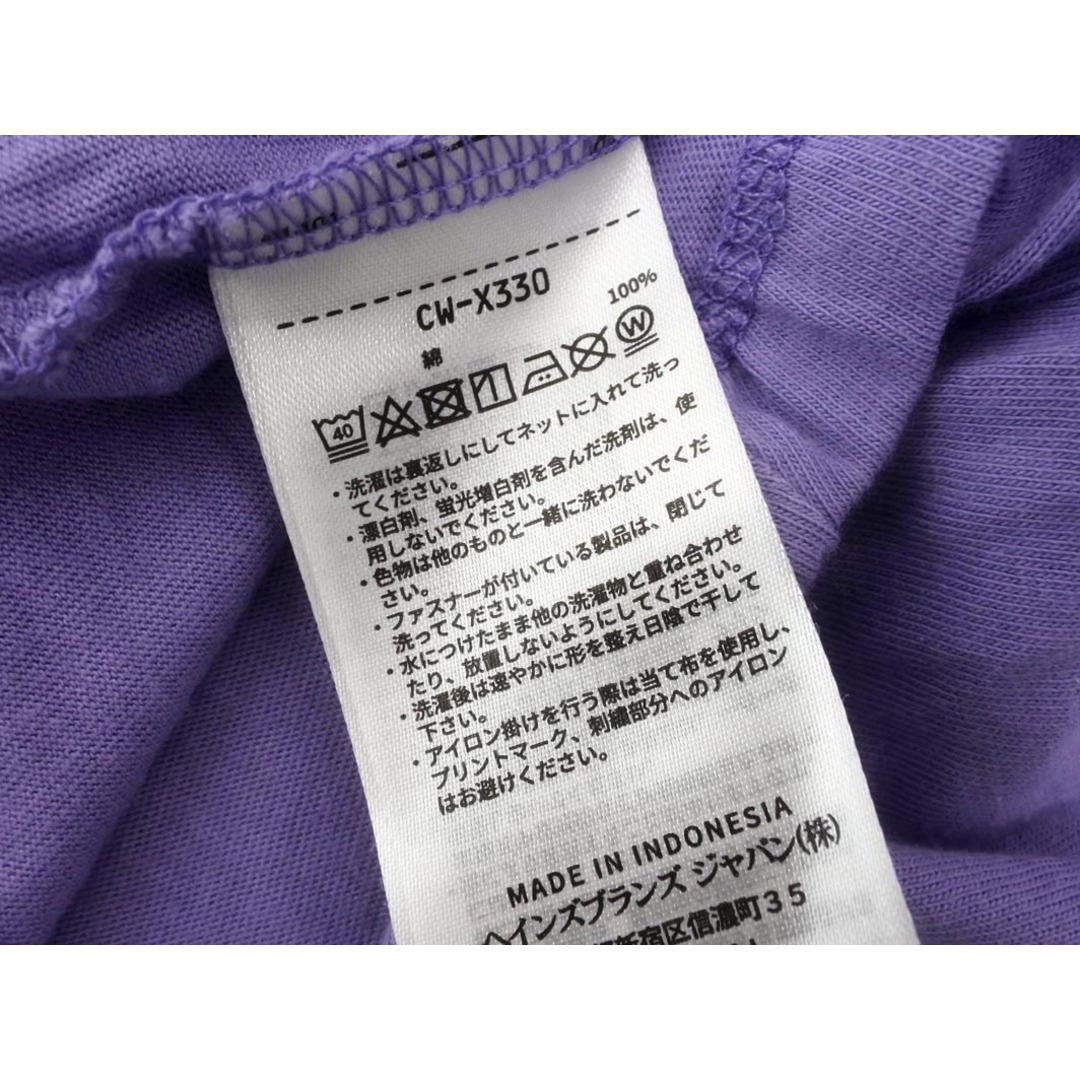 CW-X330
綿 100%
40
W
・洗濯は裏返しにしてネットに入れて洗っ
てください。
・漂白剤、蛍光増白剤を含んだ洗剤は、使
用しないでください。
・色物は他のものと一緒に洗わないでくだ
さい。
・ファスナーが付いている製品は、閉じて
洗ってください。
・水につけたまま他の洗濯物と重ね合わせ
たり、放置しないようにしてください。
・洗濯後は速やかに形を整え日陰で干して
下さい。
・アイロン掛けを行う際は当て布を使用し、
プリントマーク、刺繍部分へのアイロン
はお避けください。
MADE IN INDONESIA
ヘインズブランズ ジャパン(株)
新宿区信濃町35